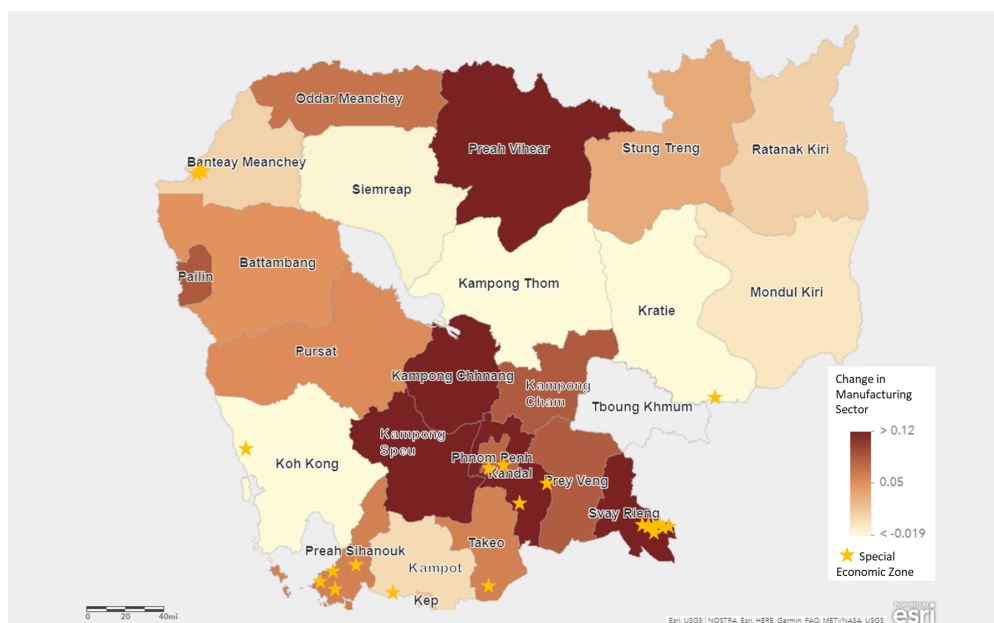 Oddar Meanchey
Preah Vihear
Stung Treng
Ratanak Kiri
Banteay Meanchey
Siemreap
Battambang
Pailin
Kampong Thom
Mondul Kiri
Kratie
Pursat
Kampong Chhnang
Kampong
Cham
Tboung Khmum
Kampong
Speu
Phnom Penh
Kandal
Koh Kong
Prey Veng
Svay Rieng
Preah Sihanouk
Takeo
Kampot
Kep
Change in
Manufacturing
Sector
> 0.12
0.05
< -0.019
Special
Economic Zone
0 20 40mi
Esri, USGS | NOSTRA, Esri, HERE, Garmin, FAO, METI/NASA, USGS
POWERED BY
esri